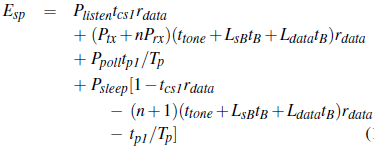 E_sp = P_listen t_cs1 r_data
+ (P_tx + nP_rx)(t_tone + L_sB t_B + L_data t_B)r_data
+ P_poll t_p1/T_p
+ P_sleep[1 − t_cs1 r_data
− (n+1)(t_tone + L_sB t_B + L_data t_B)r_data
− t_p1/T_p] (